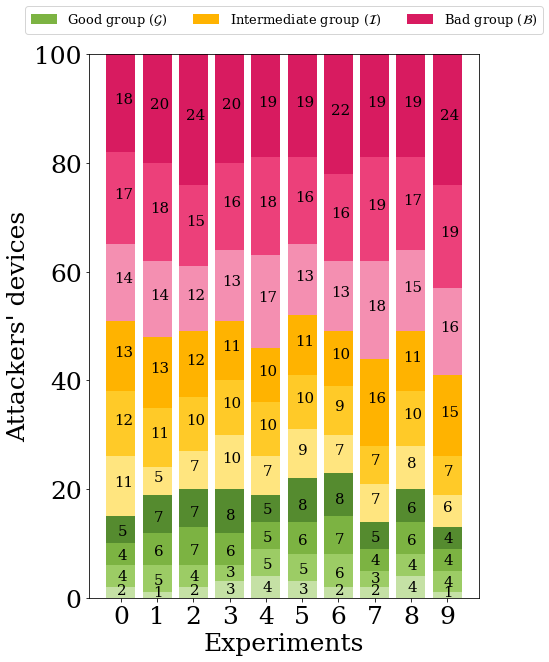 Good group (𝒢) Intermediate group (ℐ) Bad group (ℬ)
Attackers' devices
100
80
60
40
20
0
18 20 24 20 19 19 22 19 19 24
17 18 15 16 18 16 16 19 17 19
14 14 12 13 17 13 13 18 15 16
13 13 12 11 10 11 10 16 11 15
12 11 10 10 10 10 9 7 10 7
11 5 7 10 7 9 7 7 8 6
5 7 7 8 5 8 8 5 6 4
4 6 7 6 5 6 7 4 6 4
4 5 4 3 5 5 6 3 4 4
2 1 2 3 4 3 2 2 4 1
0 1 2 3 4 5 6 7 8 9
Experiments